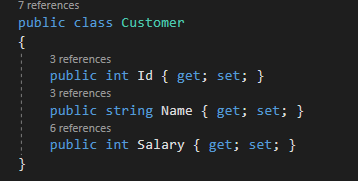 7 references
public class Customer
{
3 references
public int Id { get; set; }
3 references
public string Name { get; set; }
6 references
public int Salary { get; set; }
}